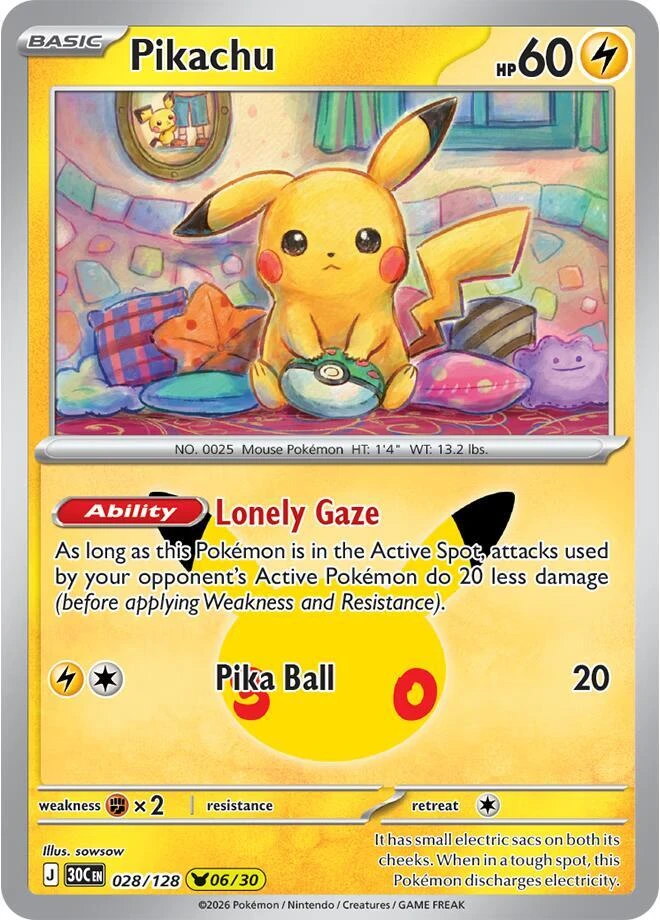 BASIC
Pikachu
HP 60
NO. 0025 Mouse Pokémon HT: 1'4" WT: 13.2 lbs.
Ability Lonely Gaze
As long as this Pokémon is in the Active Spot, attacks used
by your opponent's Active Pokémon do 20 less damage
(before applying Weakness and Resistance).
Pika Ball 20
30
weakness ×2 resistance retreat
Illus. sowsow
J 30C EN 028/128 06/30
It has small electric sacs on both its
cheeks. When in a tough spot, this
Pokémon discharges electricity.
©2026 Pokémon / Nintendo / Creatures / GAME FREAK